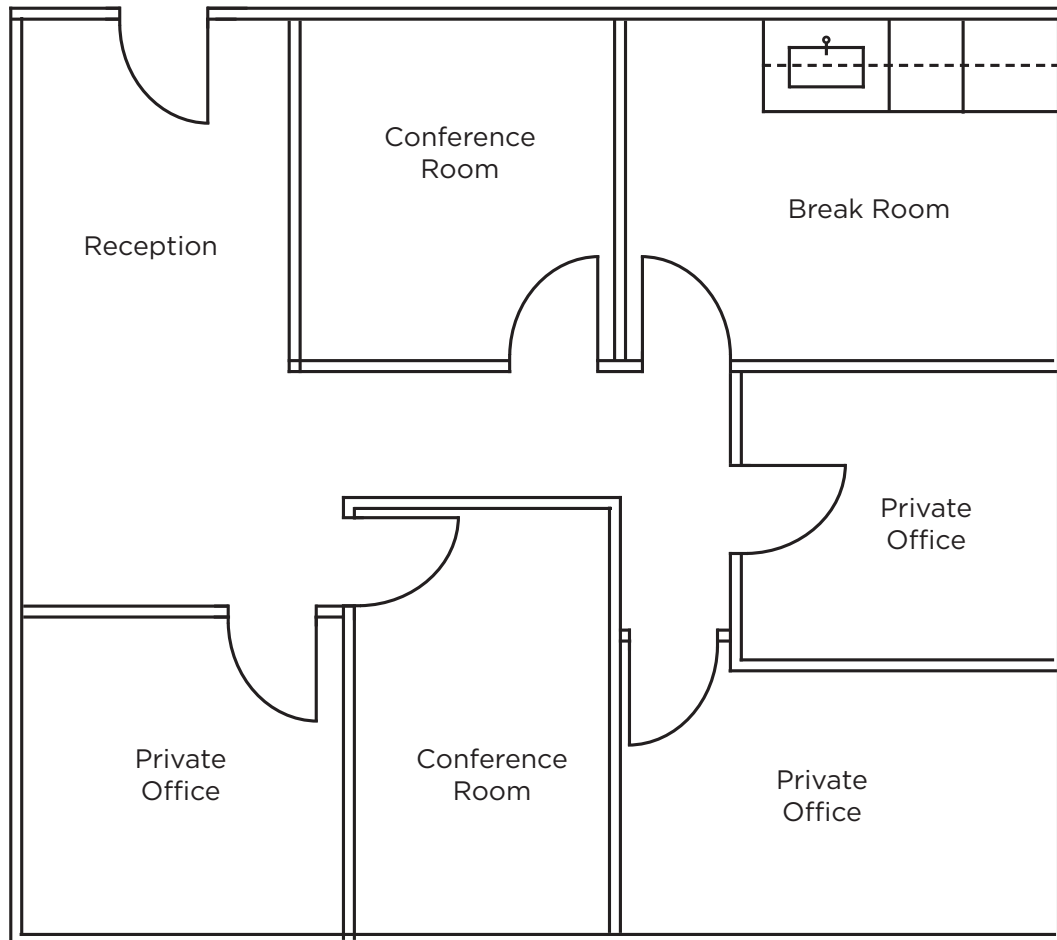 Conference
Room
Break Room
Reception
Private
Office
Private
Office
Conference
Room
Private
Office